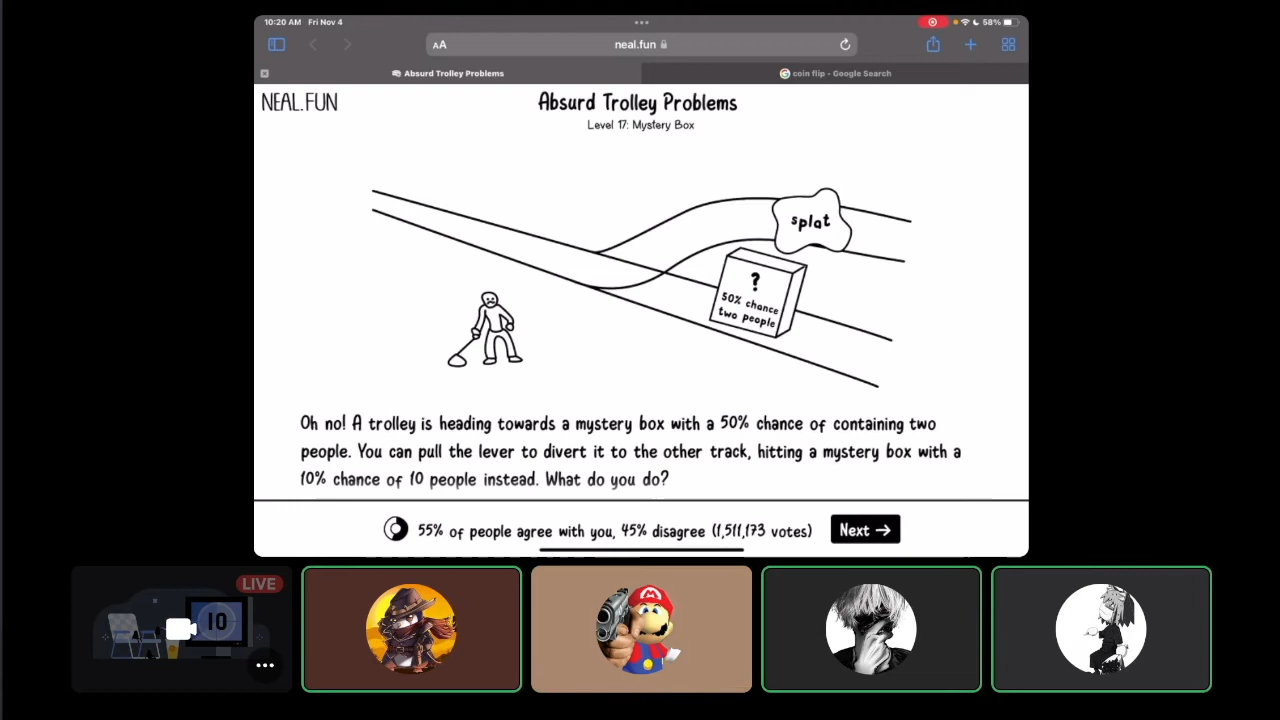 10:20 AM Fri Nov 4
58%
AA
neal.fun
Absurd Trolley Problems
coin flip - Google Search
NEAL.FUN
Absurd Trolley Problems
Level 17: Mystery Box
splat
?
50% chance
two people
Oh no! A trolley is heading towards a mystery box with a 50% chance of containing two
people. You can pull the lever to divert it to the other track, hitting a mystery box with a
10% chance of 10 people instead. What do you do?
55% of people agree with you, 45% disagree (1,511,173 votes)
Next →
LIVE
10
M